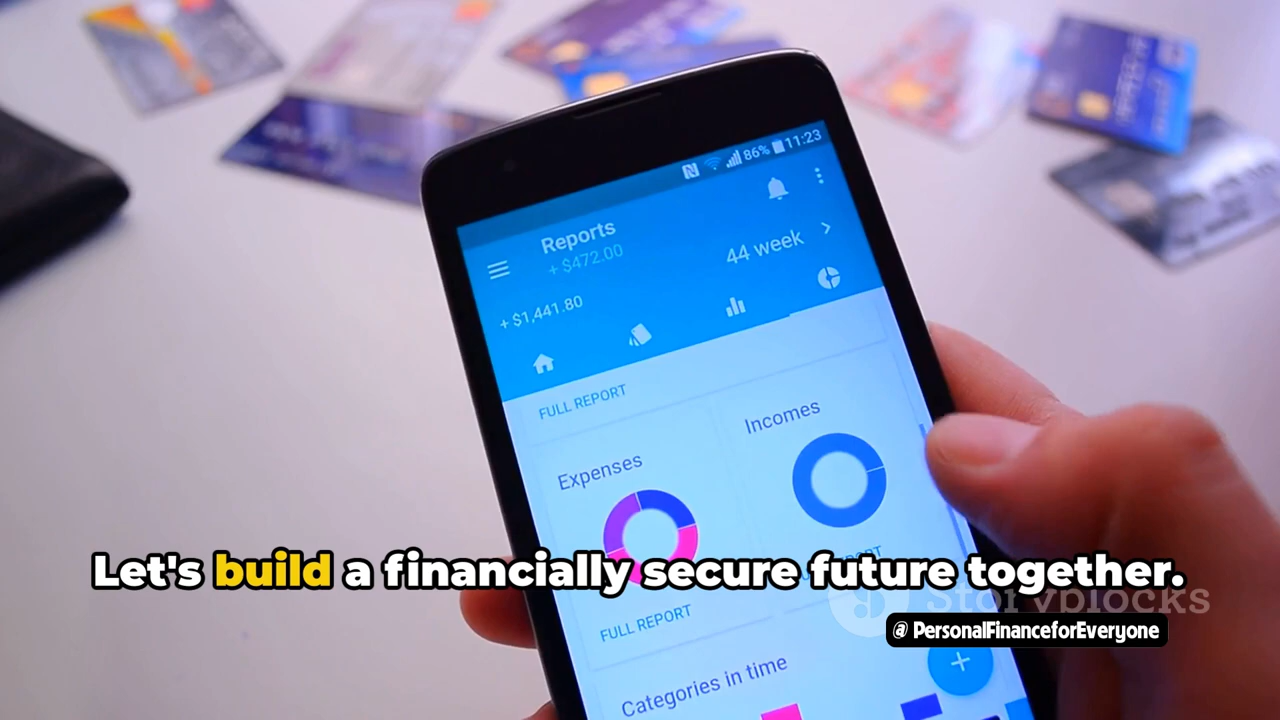 86% 11:23
Reports
+ $472.00
44 week
+ $1,441.80
FULL REPORT
Incomes
Expenses
Let's build a financially secure future together.
Storyblocks
FULL REPORT
@ PersonalFinanceforEveryone
Categories in time